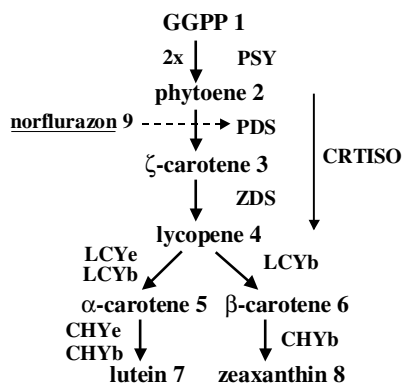 GGPP 1
2x PSY
phytoene 2
norflurazon 9 PDS
CRTISO
ζ-carotene 3
ZDS
lycopene 4
LCYe
LCYb LCYb
α-carotene 5 β-carotene 6
CHYe
CHYb CHYb
lutein 7 zeaxanthin 8